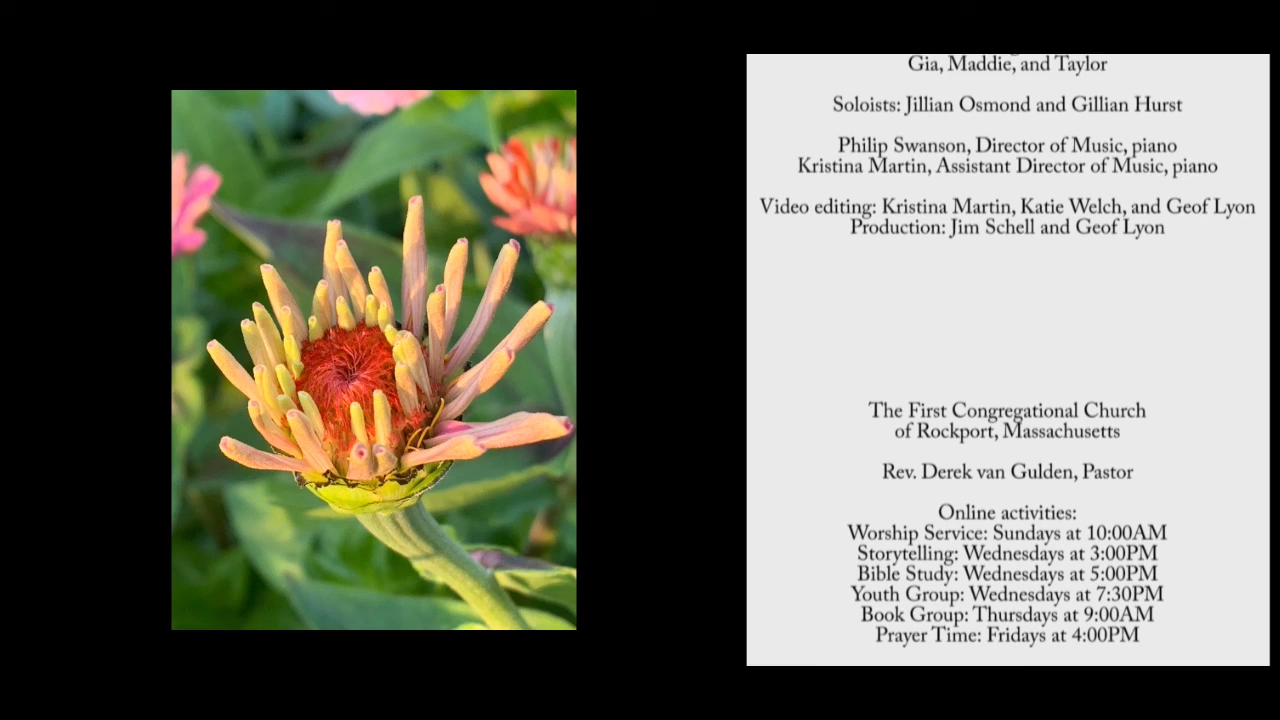 Gia, Maddie, and Taylor
Soloists: Jillian Osmond and Gillian Hurst
Philip Swanson, Director of Music, piano
Kristina Martin, Assistant Director of Music, piano
Video editing: Kristina Martin, Katie Welch, and Geof Lyon
Production: Jim Schell and Geof Lyon
The First Congregational Church
of Rockport, Massachusetts
Rev. Derek van Gulden, Pastor
Online activities:
Worship Service: Sundays at 10:00AM
Storytelling: Wednesdays at 3:00PM
Bible Study: Wednesdays at 5:00PM
Youth Group: Wednesdays at 7:30PM
Book Group: Thursdays at 9:00AM
Prayer Time: Fridays at 4:00PM